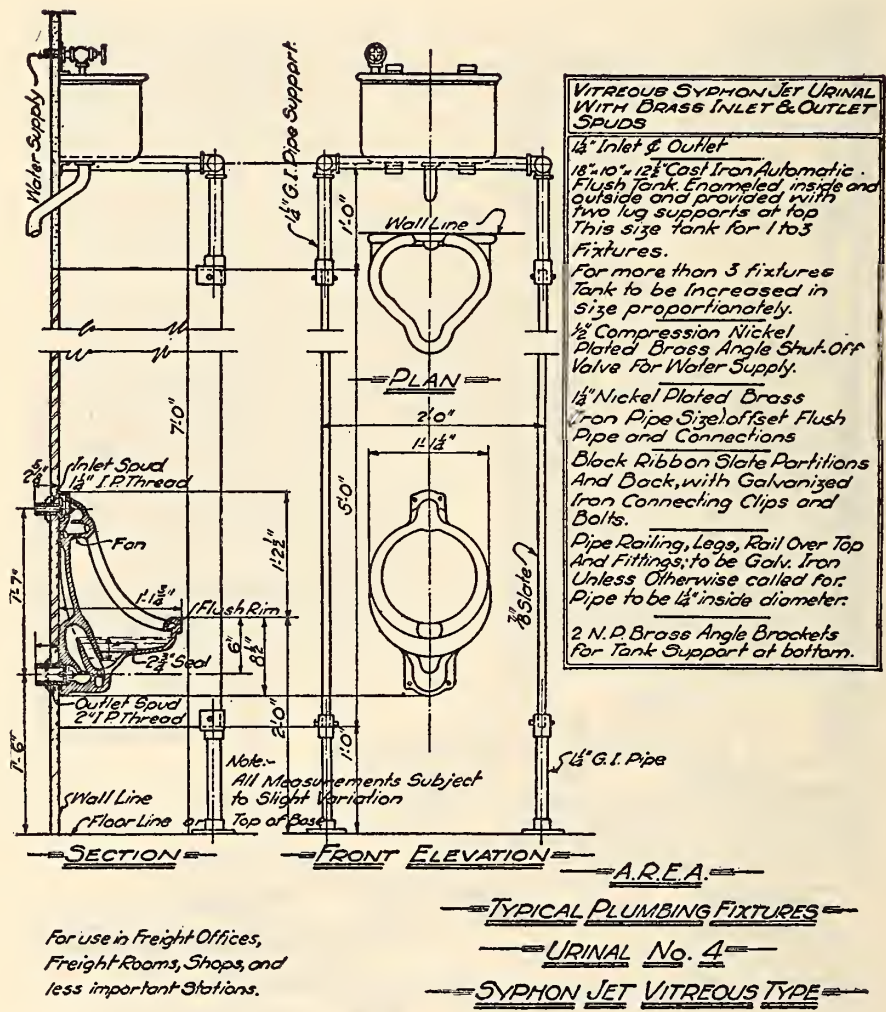 Water Supply
1¼" G.I. Pipe Support.
Wall Line
1'-0"
PLAN
2'-0"
1'-1¼"
7'-0"
5'-0"
Inlet Spud
1¼" I.P. Thread
Fan
1'-2½"
Flush Rim
6"
8½"
2¾" Seal
⅞" Slate
Outlet Spud
2" I.P. Thread
2'-0"
1'-0"
1'-7"
1'-6"
Note:-
All Measurements Subject
to Slight Variation
1¼" G.I. Pipe
Wall Line
Floor Line or Top of Base
SECTION
FRONT ELEVATION
VITREOUS SYPHON JET URINAL
WITH BRASS INLET & OUTLET
SPUDS
1¼" Inlet & Outlet
18"x10"x12½" Cast Iron Automatic
Flush Tank. Enameled inside and
outside and provided with
two lug supports at top
This size tank for 1 to 3
Fixtures.
For more than 3 fixtures
Tank to be Increased in
size proportionately.
½" Compression Nickel
Plated Brass Angle Shut-Off
Valve For Water Supply.
1¼" Nickel Plated Brass
(Iron Pipe Size) offset Flush
Pipe and Connections
Black Ribbon Slate Partitions
And Back, with Galvanized
Iron Connecting Clips and
Bolts.
Pipe Railing, Legs, Rail Over Top
And Fittings, to be Galv. Iron
Unless Otherwise called for.
Pipe to be 1¼" inside diameter.
2 N.P. Brass Angle Brackets
for Tank Support at bottom.
For use in Freight Offices,
Freight Rooms, Shops, and
less important Stations.
A.R.E.A.
TYPICAL PLUMBING FIXTURES
URINAL No. 4
SYPHON JET VITREOUS TYPE